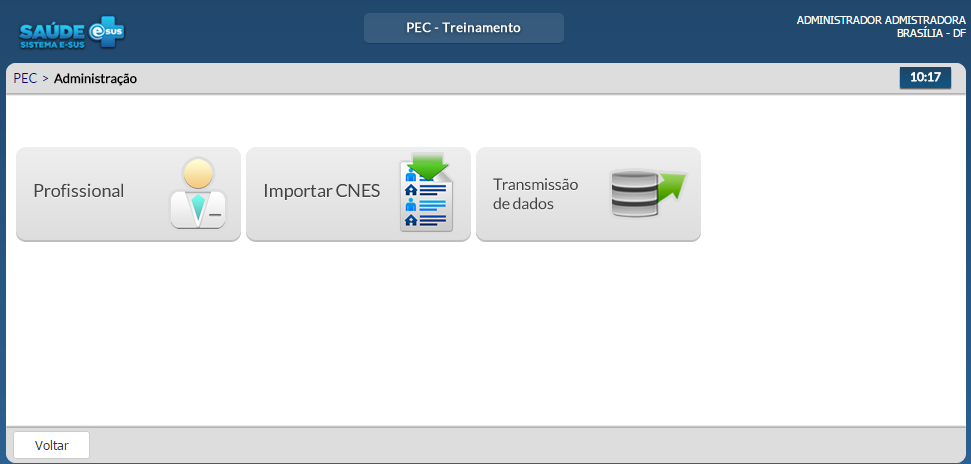 SAÚDE e-SUS
SISTEMA E-SUS
PEC - Treinamento
ADMINISTRADOR ADMISTRADORA
BRASÍLIA - DF
PEC > Administração
10:17
Profissional
Importar CNES
Transmissão
de dados
Voltar